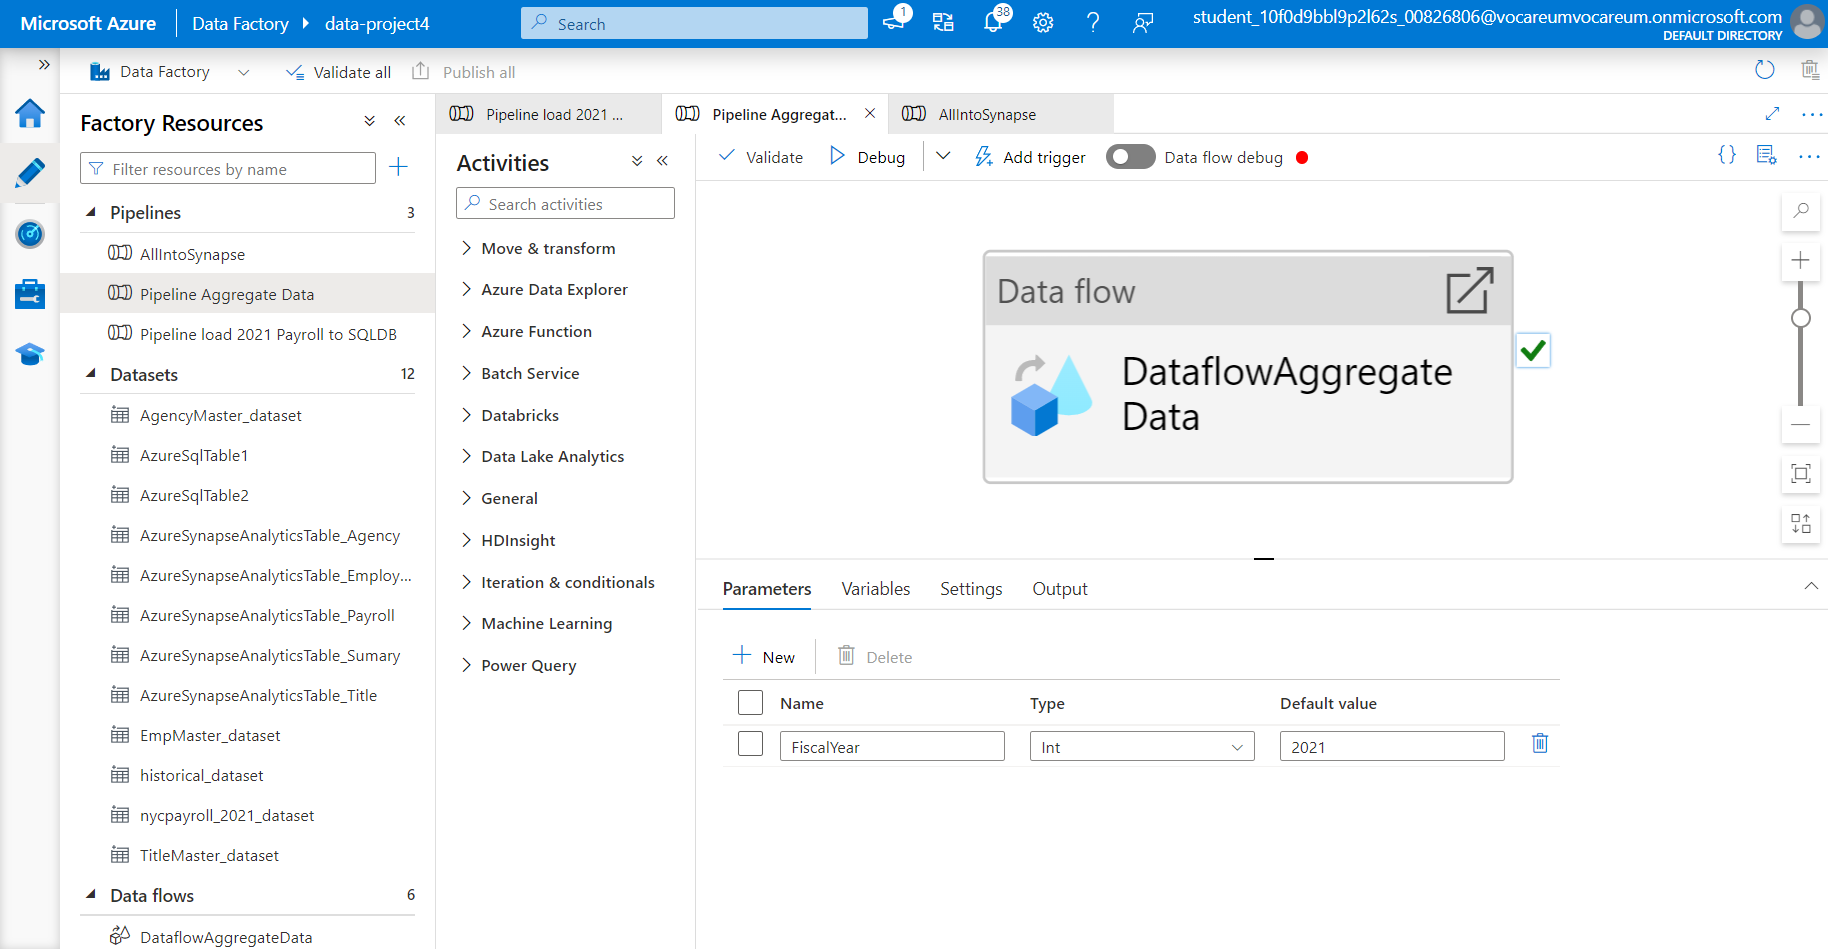 Microsoft Azure
Data Factory
data-project4
Search
1
38
?
student_10f0d9bbl9p2l62s_00826806@vocareumvocareum.onmicrosoft.com
DEFAULT DIRECTORY
Data Factory
Validate all
Publish all
Factory Resources
Filter resources by name
Pipelines 3
AllIntoSynapse
Pipeline Aggregate Data
Pipeline load 2021 Payroll to SQLDB
Datasets 12
AgencyMaster_dataset
AzureSqlTable1
AzureSqlTable2
AzureSynapseAnalyticsTable_Agency
AzureSynapseAnalyticsTable_Employ...
AzureSynapseAnalyticsTable_Payroll
AzureSynapseAnalyticsTable_Sumary
AzureSynapseAnalyticsTable_Title
EmpMaster_dataset
historical_dataset
nycpayroll_2021_dataset
TitleMaster_dataset
Data flows 6
DataflowAggregateData
Pipeline load 2021 ...
Pipeline Aggregat...
AllIntoSynapse
Activities
Search activities
Move & transform
Azure Data Explorer
Azure Function
Batch Service
Databricks
Data Lake Analytics
General
HDInsight
Iteration & conditionals
Machine Learning
Power Query
Validate
Debug
Add trigger
Data flow debug
{}
Data flow
DataflowAggregate
Data
Parameters
Variables
Settings
Output
New
Delete
Name Type Default value
FiscalYear Int 2021